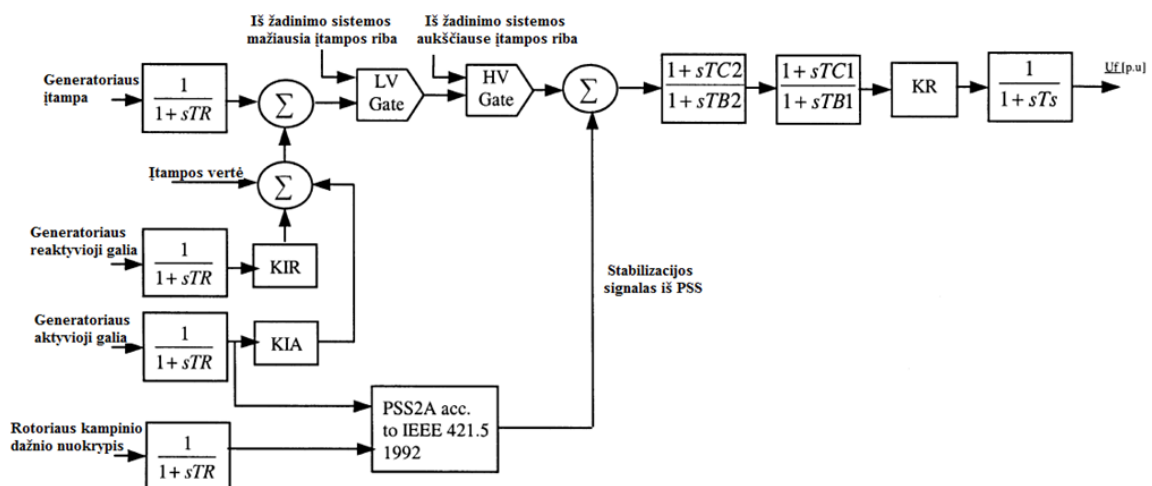 Iš žadinimo sistemos
mažiausia įtampos riba
Iš žadinimo sistemos
aukščiause įtampos riba
Generatoriaus
įtampa
1
1 + sTR
Σ
LV
Gate
HV
Gate
Σ
1 + sTC2
1 + sTB2
1 + sTC1
1 + sTB1
KR
1
1 + sTs
Uf [p.u]
Įtampos vertė
Σ
Generatoriaus
reaktyvioji galia
1
1 + sTR
KIR
Stabilizacijos
signalas iš PSS
Generatoriaus
aktyvioji galia
1
1 + sTR
KIA
PSS2A acc.
to IEEE 421.5
1992
Rotoriaus kampinio
dažnio nuokrypis
1
1 + sTR